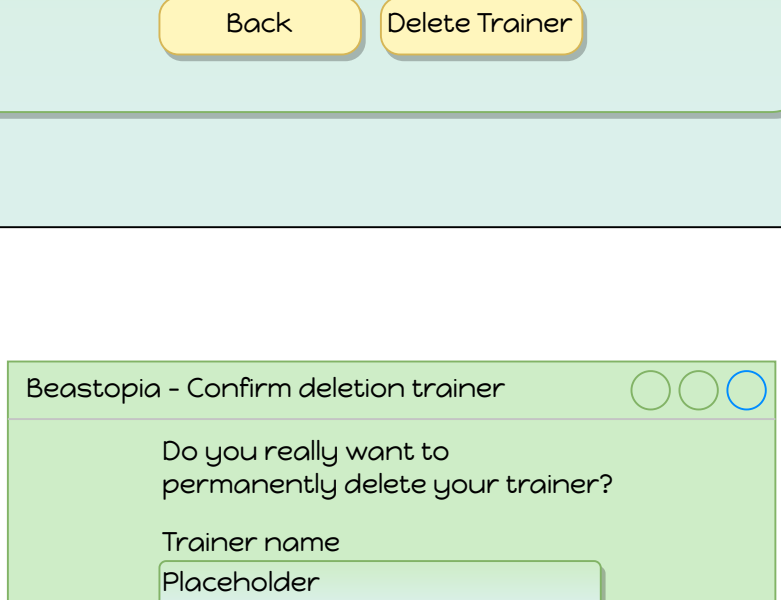 Back
Delete Trainer
Beastopia - Confirm deletion trainer
Do you really want to
permanently delete your trainer?
Trainer name
Placeholder